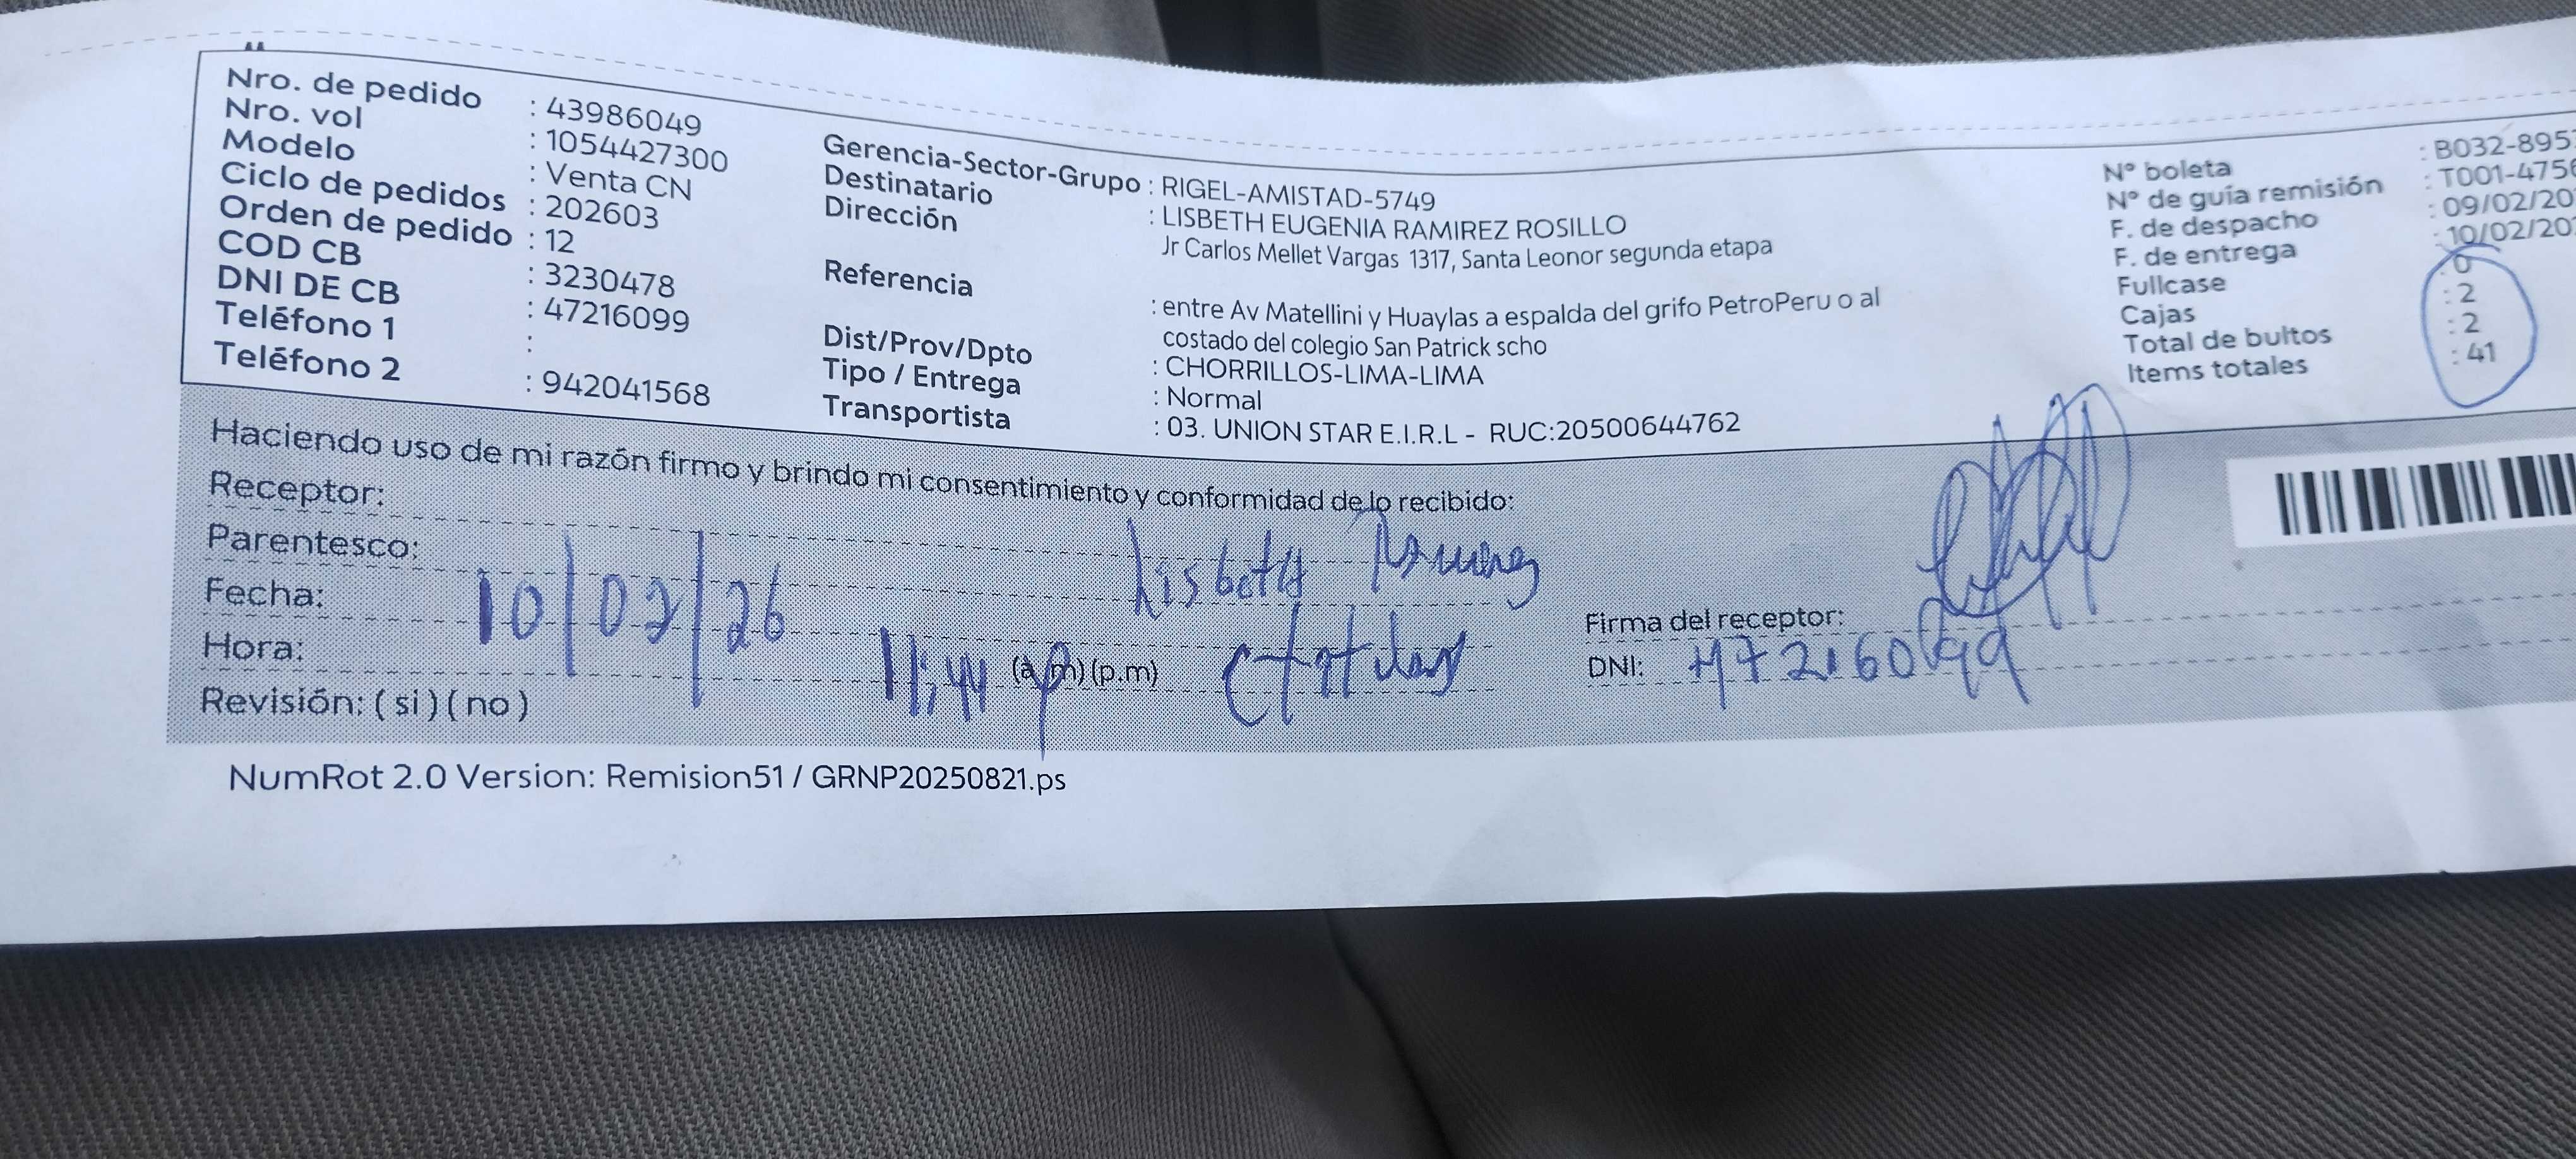 Nro. de pedido : 43986049
Nro. vol : 1054427300
Modelo : Venta CN
Ciclo de pedidos : 202603
Orden de pedido : 12
COD CB : 3230478
DNI DE CB : 47216099
Teléfono 1 :
Teléfono 2 : 942041568
Gerencia-Sector-Grupo : RIGEL-AMISTAD-5749
Destinatario : LISBETH EUGENIA RAMIREZ ROSILLO
Dirección Jr Carlos Mellet Vargas 1317, Santa Leonor segunda etapa
Referencia : entre Av Matellini y Huaylas a espalda del grifo PetroPeru o al
costado del colegio San Patrick scho
Dist/Prov/Dpto : CHORRILLOS-LIMA-LIMA
Tipo / Entrega : Normal
Transportista : 03. UNION STAR E.I.R.L - RUC:20500644762
N° boleta : B032-895
N° de guía remisión : T001-475
F. de despacho : 09/02/20
F. de entrega : 10/02/20
Fullcase : 0
Cajas : 2
Total de bultos : 2
Items totales : 41
Haciendo uso de mi razón firmo y brindo mi consentimiento y conformidad de lo recibido:
Receptor: Lisbeth Ramirez
Parentesco:
Fecha: 10/02/26
Hora: 11:44 (a.m)(p.m)
Revisión: ( si ) ( no )
Firma del receptor:
DNI: 47216099
NumRot 2.0 Version: Remision51 / GRNP20250821.ps